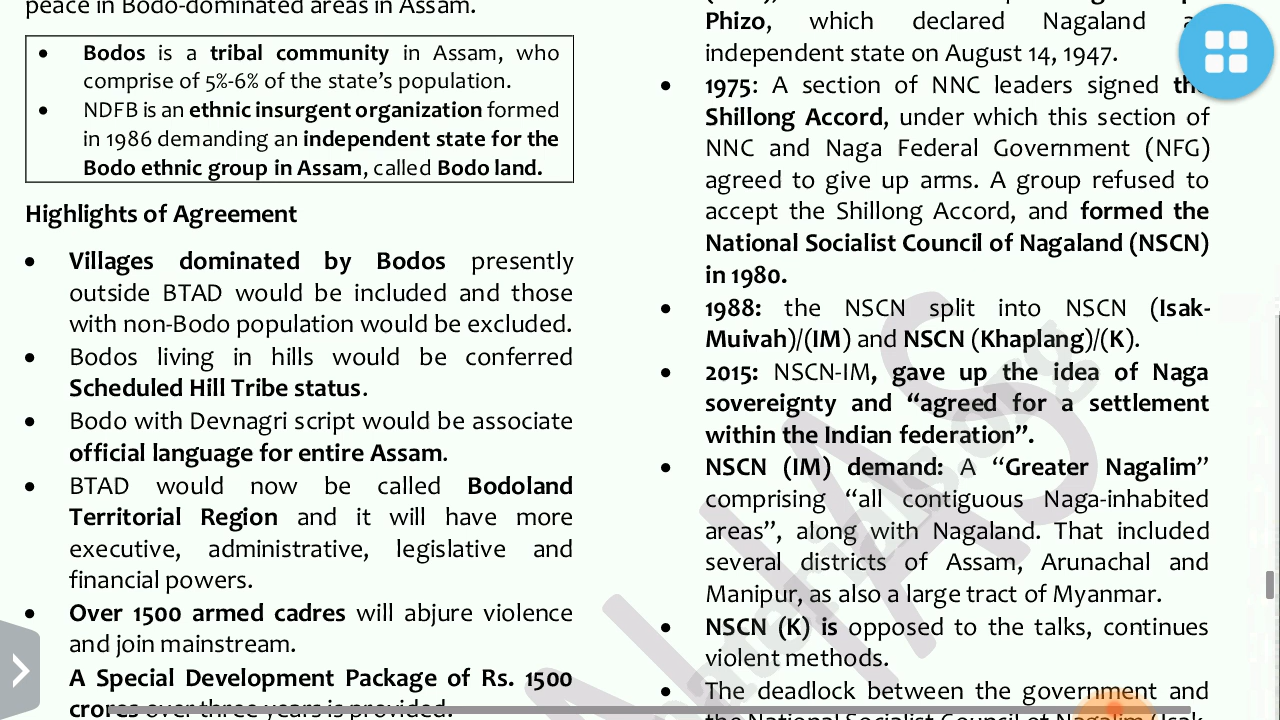 peace in Bodo-dominated areas in Assam.
• Bodos is a tribal community in Assam, who
comprise of 5%-6% of the state's population.
• NDFB is an ethnic insurgent organization formed
in 1986 demanding an independent state for the
Bodo ethnic group in Assam, called Bodo land.
Highlights of Agreement
• Villages dominated by Bodos presently
outside BTAD would be included and those
with non-Bodo population would be excluded.
• Bodos living in hills would be conferred
Scheduled Hill Tribe status.
• Bodo with Devnagri script would be associate
official language for entire Assam.
• BTAD would now be called Bodoland
Territorial Region and it will have more
executive, administrative, legislative and
financial powers.
• Over 1500 armed cadres will abjure violence
and join mainstream.
A Special Development Package of Rs. 1500
crores over three years is provided.
Phizo, which declared Nagaland
independent state on August 14, 1947.
• 1975: A section of NNC leaders signed the
Shillong Accord, under which this section of
NNC and Naga Federal Government (NFG)
agreed to give up arms. A group refused to
accept the Shillong Accord, and formed the
National Socialist Council of Nagaland (NSCN)
in 1980.
• 1988: the NSCN split into NSCN (Isak-
Muivah)/(IM) and NSCN (Khaplang)/(K).
• 2015: NSCN-IM, gave up the idea of Naga
sovereignty and “agreed for a settlement
within the Indian federation”.
• NSCN (IM) demand: A “Greater Nagalim”
comprising “all contiguous Naga-inhabited
areas”, along with Nagaland. That included
several districts of Assam, Arunachal and
Manipur, as also a large tract of Myanmar.
• NSCN (K) is opposed to the talks, continues
violent methods.
• The deadlock between the government and
the National Socialist Council of Nagalim (Isak-